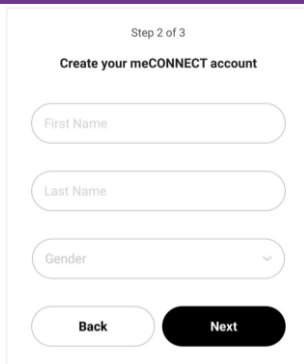 Step 2 of 3
Create your meCONNECT account
First Name
Last Name
Gender
Back
Next